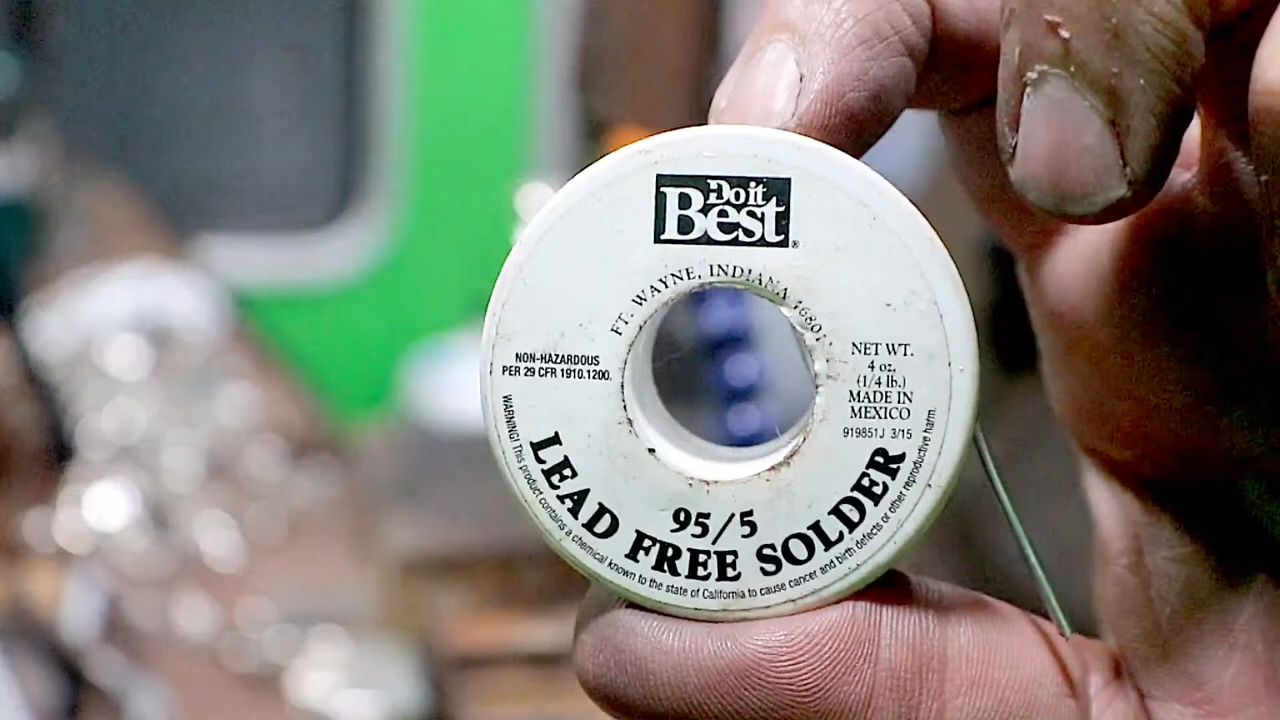 Do it
Best®
FT. WAYNE, INDIANA 46801
NON-HAZARDOUS
PER 29 CFR 1910.1200.
NET WT.
4 oz.
(1/4 lb.)
MADE IN
MEXICO
919851J 3/15
95/5
LEAD FREE SOLDER
WARNING! This product contains a chemical known to the state of California to cause cancer and birth defects or other reproductive harm.